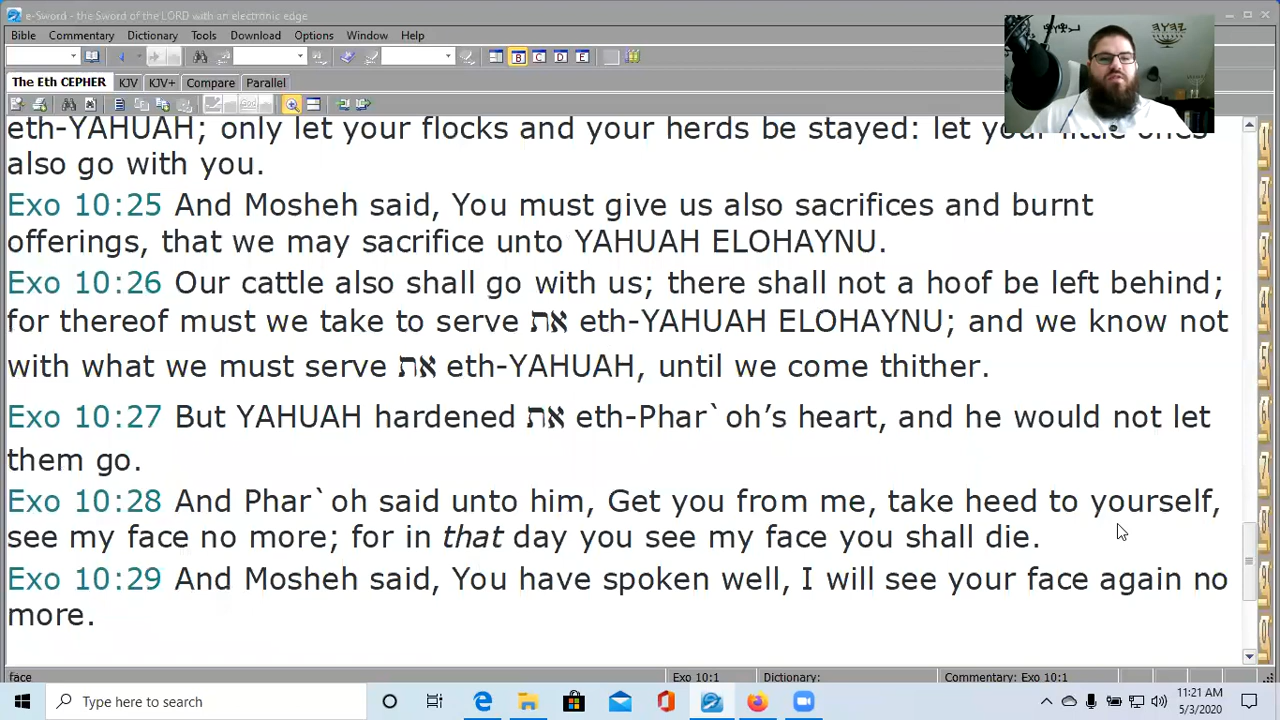 e-Sword - the Sword of the LORD with an electronic edge
Bible Commentary Dictionary Tools Download Options Window Help
B C D E
The Eth CEPHER KJV KJV+ Compare Parallel
eth-YAHUAH; only let your flocks and your herds be stayed: let your little ones
also go with you.
Exo 10:25 And Mosheh said, You must give us also sacrifices and burnt
offerings, that we may sacrifice unto YAHUAH ELOHAYNU.
Exo 10:26 Our cattle also shall go with us; there shall not a hoof be left behind;
for thereof must we take to serve את eth-YAHUAH ELOHAYNU; and we know not
with what we must serve את eth-YAHUAH, until we come thither.
Exo 10:27 But YAHUAH hardened את eth-Phar`oh’s heart, and he would not let
them go.
Exo 10:28 And Phar`oh said unto him, Get you from me, take heed to yourself,
see my face no more; for in that day you see my face you shall die.
Exo 10:29 And Mosheh said, You have spoken well, I will see your face again no
more.
face Exo 10:1 Dictionary: Commentary: Exo 10:1
Type here to search
11:21 AM
5/3/2020